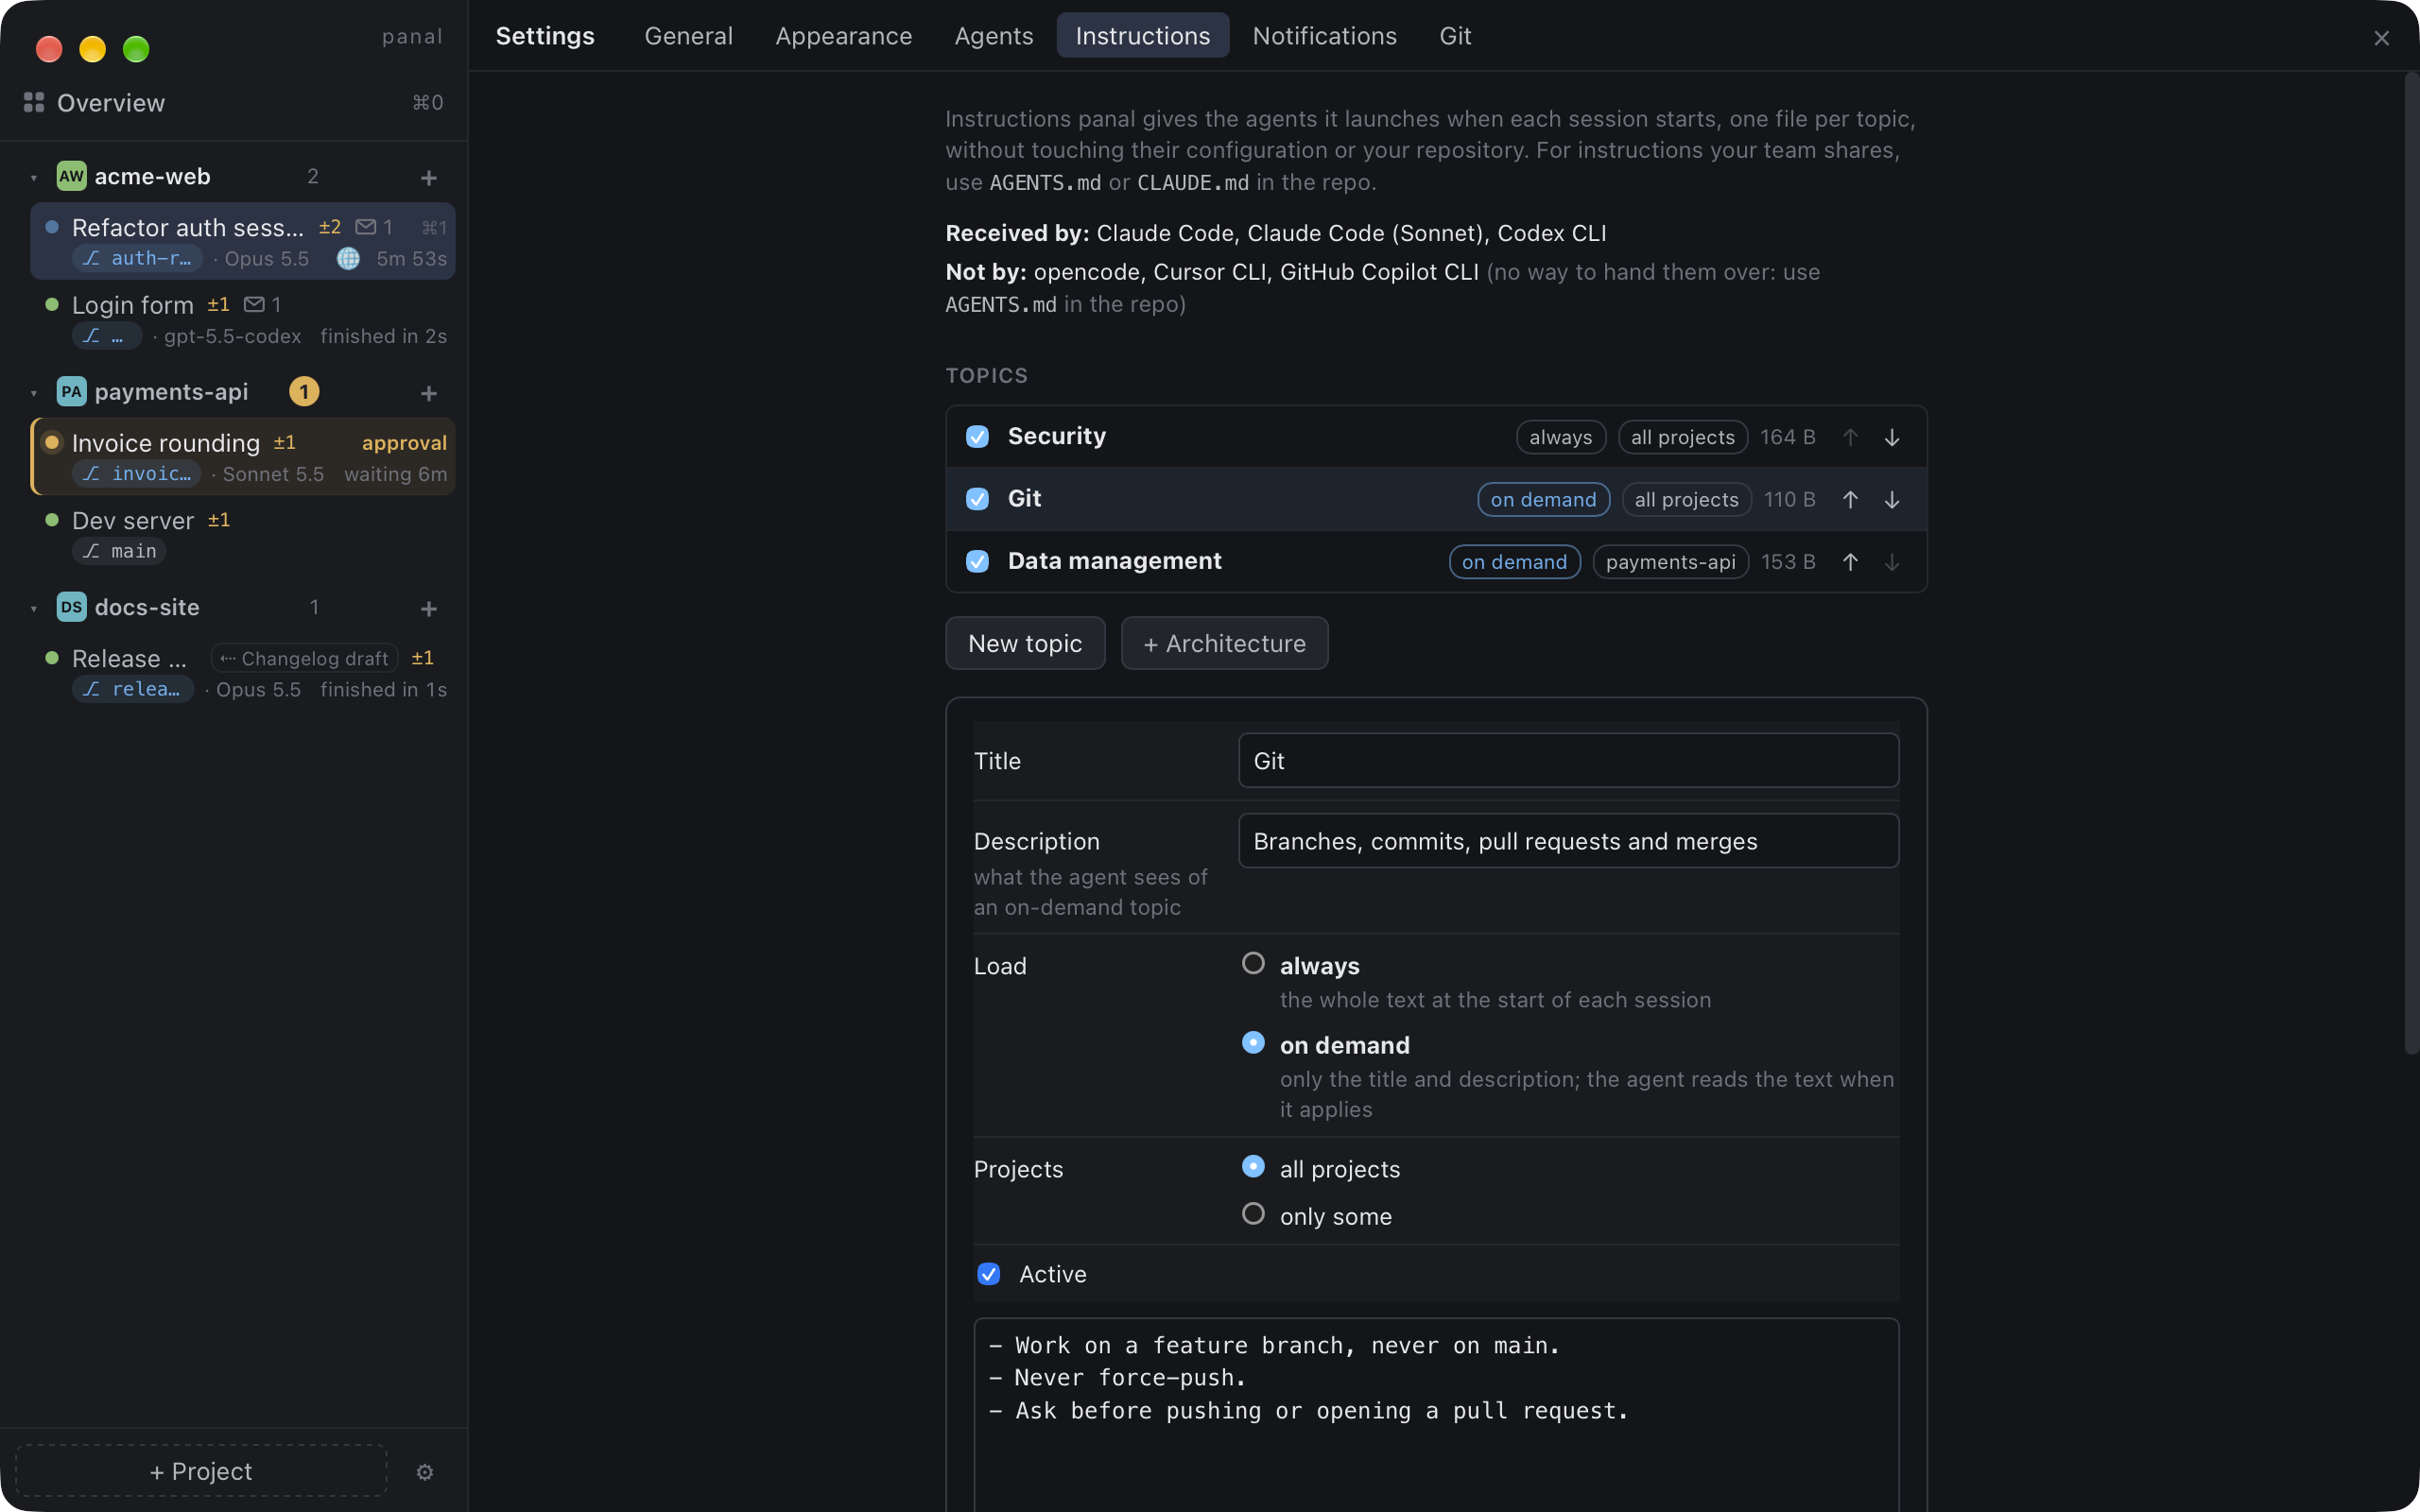 panal
Overview ⌘0
AW acme-web 2 +
Refactor auth sess... ±2 1 ⌘1
auth-r… · Opus 5.5 5m 53s
Login form ±1 1
… · gpt-5.5-codex finished in 2s
PA payments-api 1 +
Invoice rounding ±1 approval
invoic… · Sonnet 5.5 waiting 6m
Dev server ±1
main
DS docs-site 1 +
Release ... Changelog draft ±1
relea… · Opus 5.5 finished in 1s
+ Project
Settings General Appearance Agents Instructions Notifications Git ×
Instructions panal gives the agents it launches when each session starts, one file per topic,
without touching their configuration or your repository. For instructions your team shares,
use AGENTS.md or CLAUDE.md in the repo.
Received by: Claude Code, Claude Code (Sonnet), Codex CLI
Not by: opencode, Cursor CLI, GitHub Copilot CLI (no way to hand them over: use
AGENTS.md in the repo)
TOPICS
Security always all projects 164 B ↑ ↓
Git on demand all projects 110 B ↑ ↓
Data management on demand payments-api 153 B ↑ ↓
New topic + Architecture
Title Git
Description Branches, commits, pull requests and merges
what the agent sees of
an on-demand topic
Load always
the whole text at the start of each session
on demand
only the title and description; the agent reads the text when
it applies
Projects all projects
only some
Active
- Work on a feature branch, never on main.
- Never force-push.
- Ask before pushing or opening a pull request.